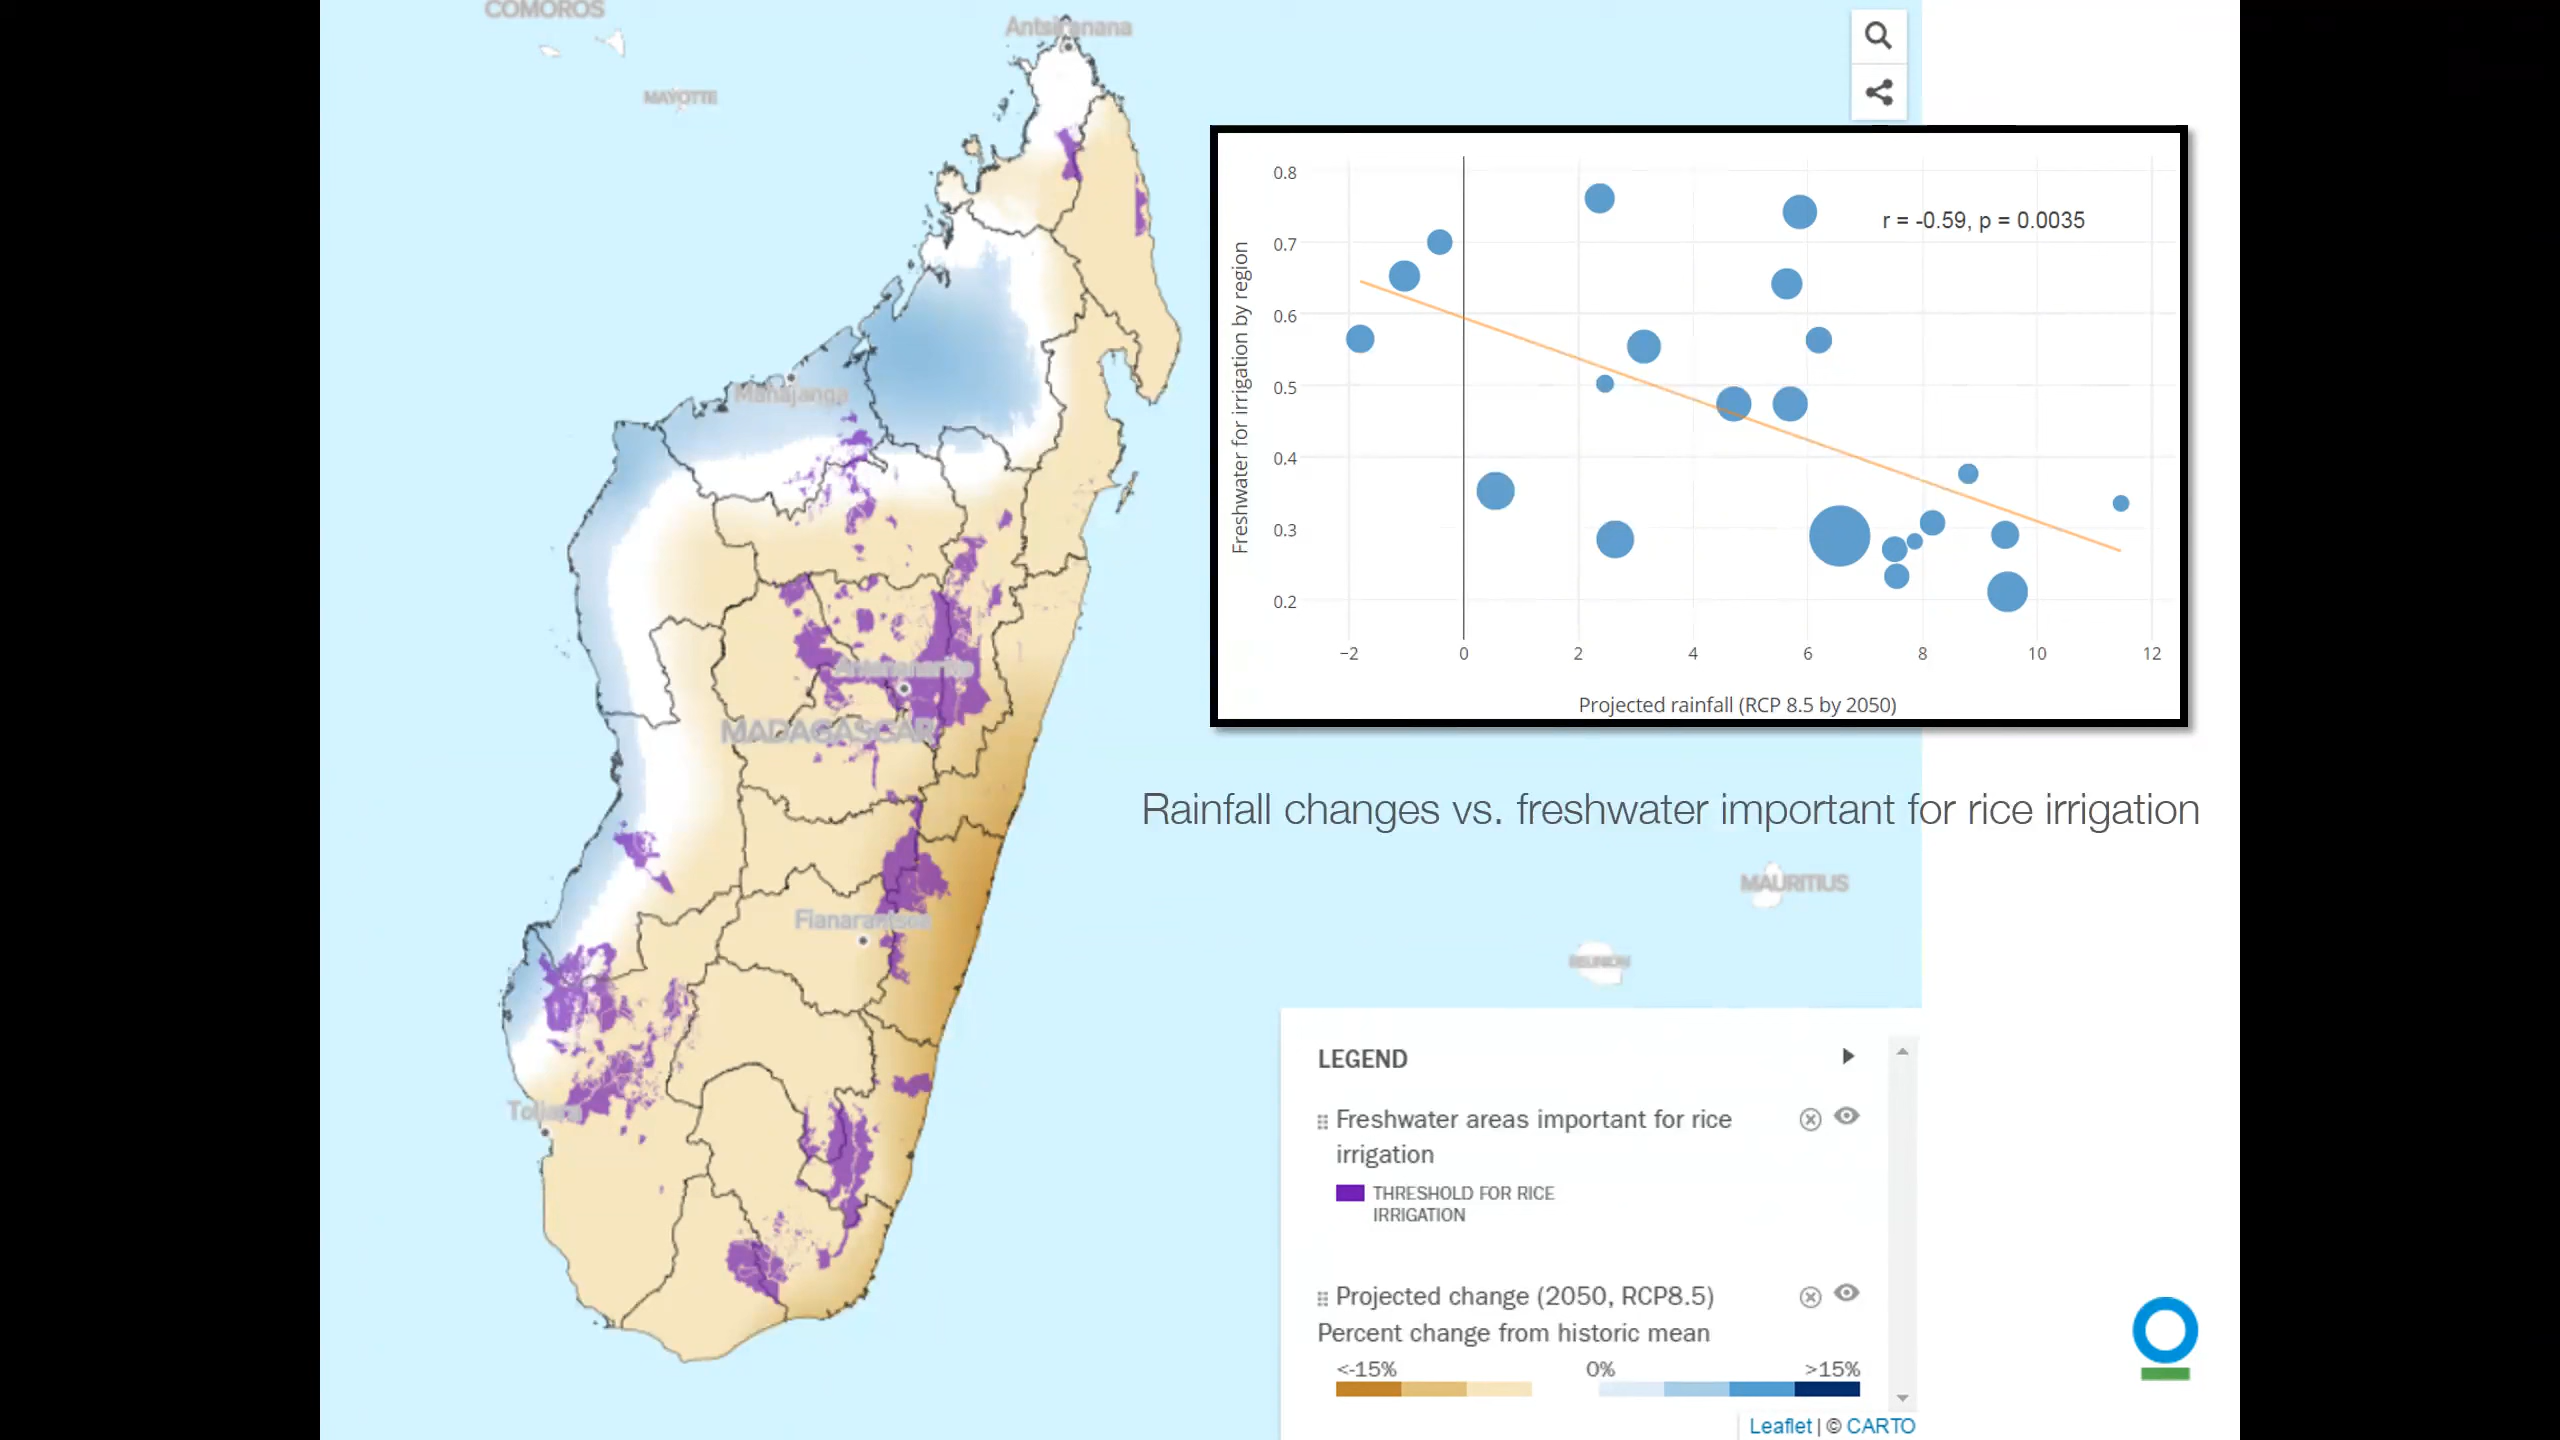 COMOROS
Antsiranana
MAYOTTE
0.8
0.7
0.6
0.5
0.4
0.3
0.2
Freshwater for irrigation by region
r = -0.59, p = 0.0035
−2 0 2 4 6 8 10 12
Projected rainfall (RCP 8.5 by 2050)
Mahajanga
MADAGASCAR
Rainfall changes vs. freshwater important for rice irrigation
MAURITIUS
REUNION
LEGEND
Freshwater areas important for rice
irrigation
THRESHOLD FOR RICE
IRRIGATION
Projected change (2050, RCP8.5)
Percent change from historic mean
<-15% 0% >15%
Leaflet | © CARTO